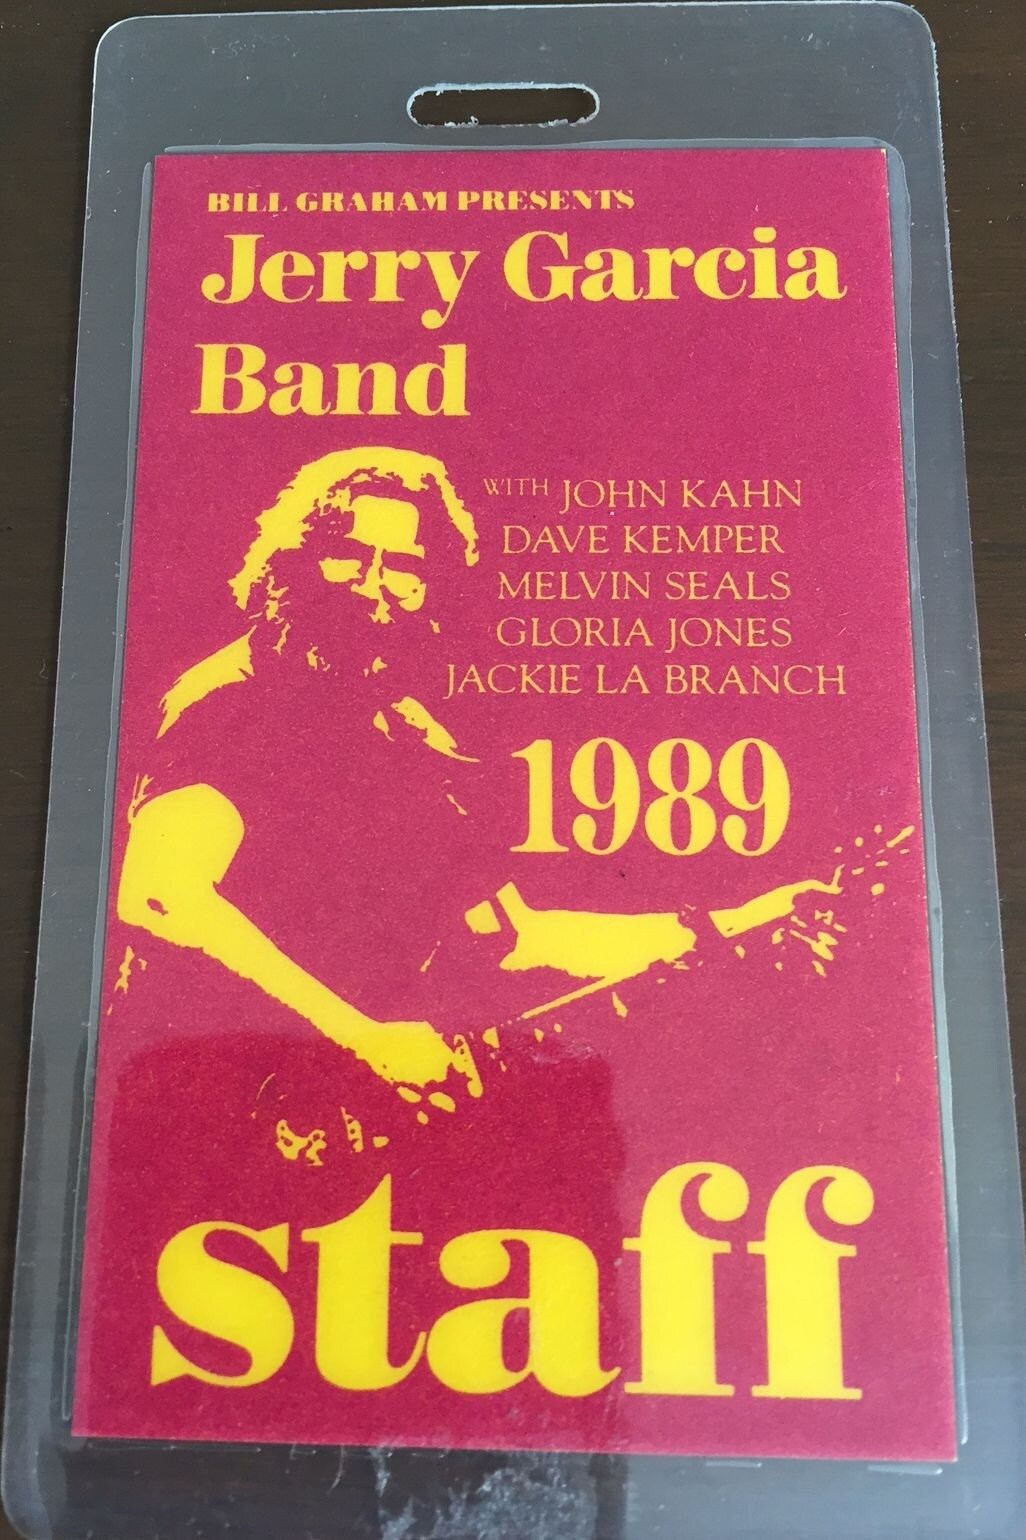 BILL GRAHAM PRESENTS
Jerry Garcia
Band
WITH JOHN KAHN
DAVE KEMPER
MELVIN SEALS
GLORIA JONES
JACKIE LA BRANCH
1989
staff